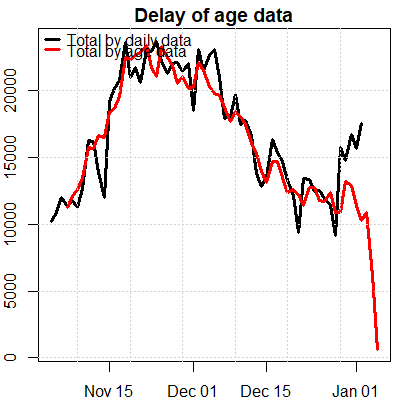 Delay of age data
Total by daily data
Total by age data
20000
15000
10000
5000
0
Nov 15
Dec 01
Dec 15
Jan 01